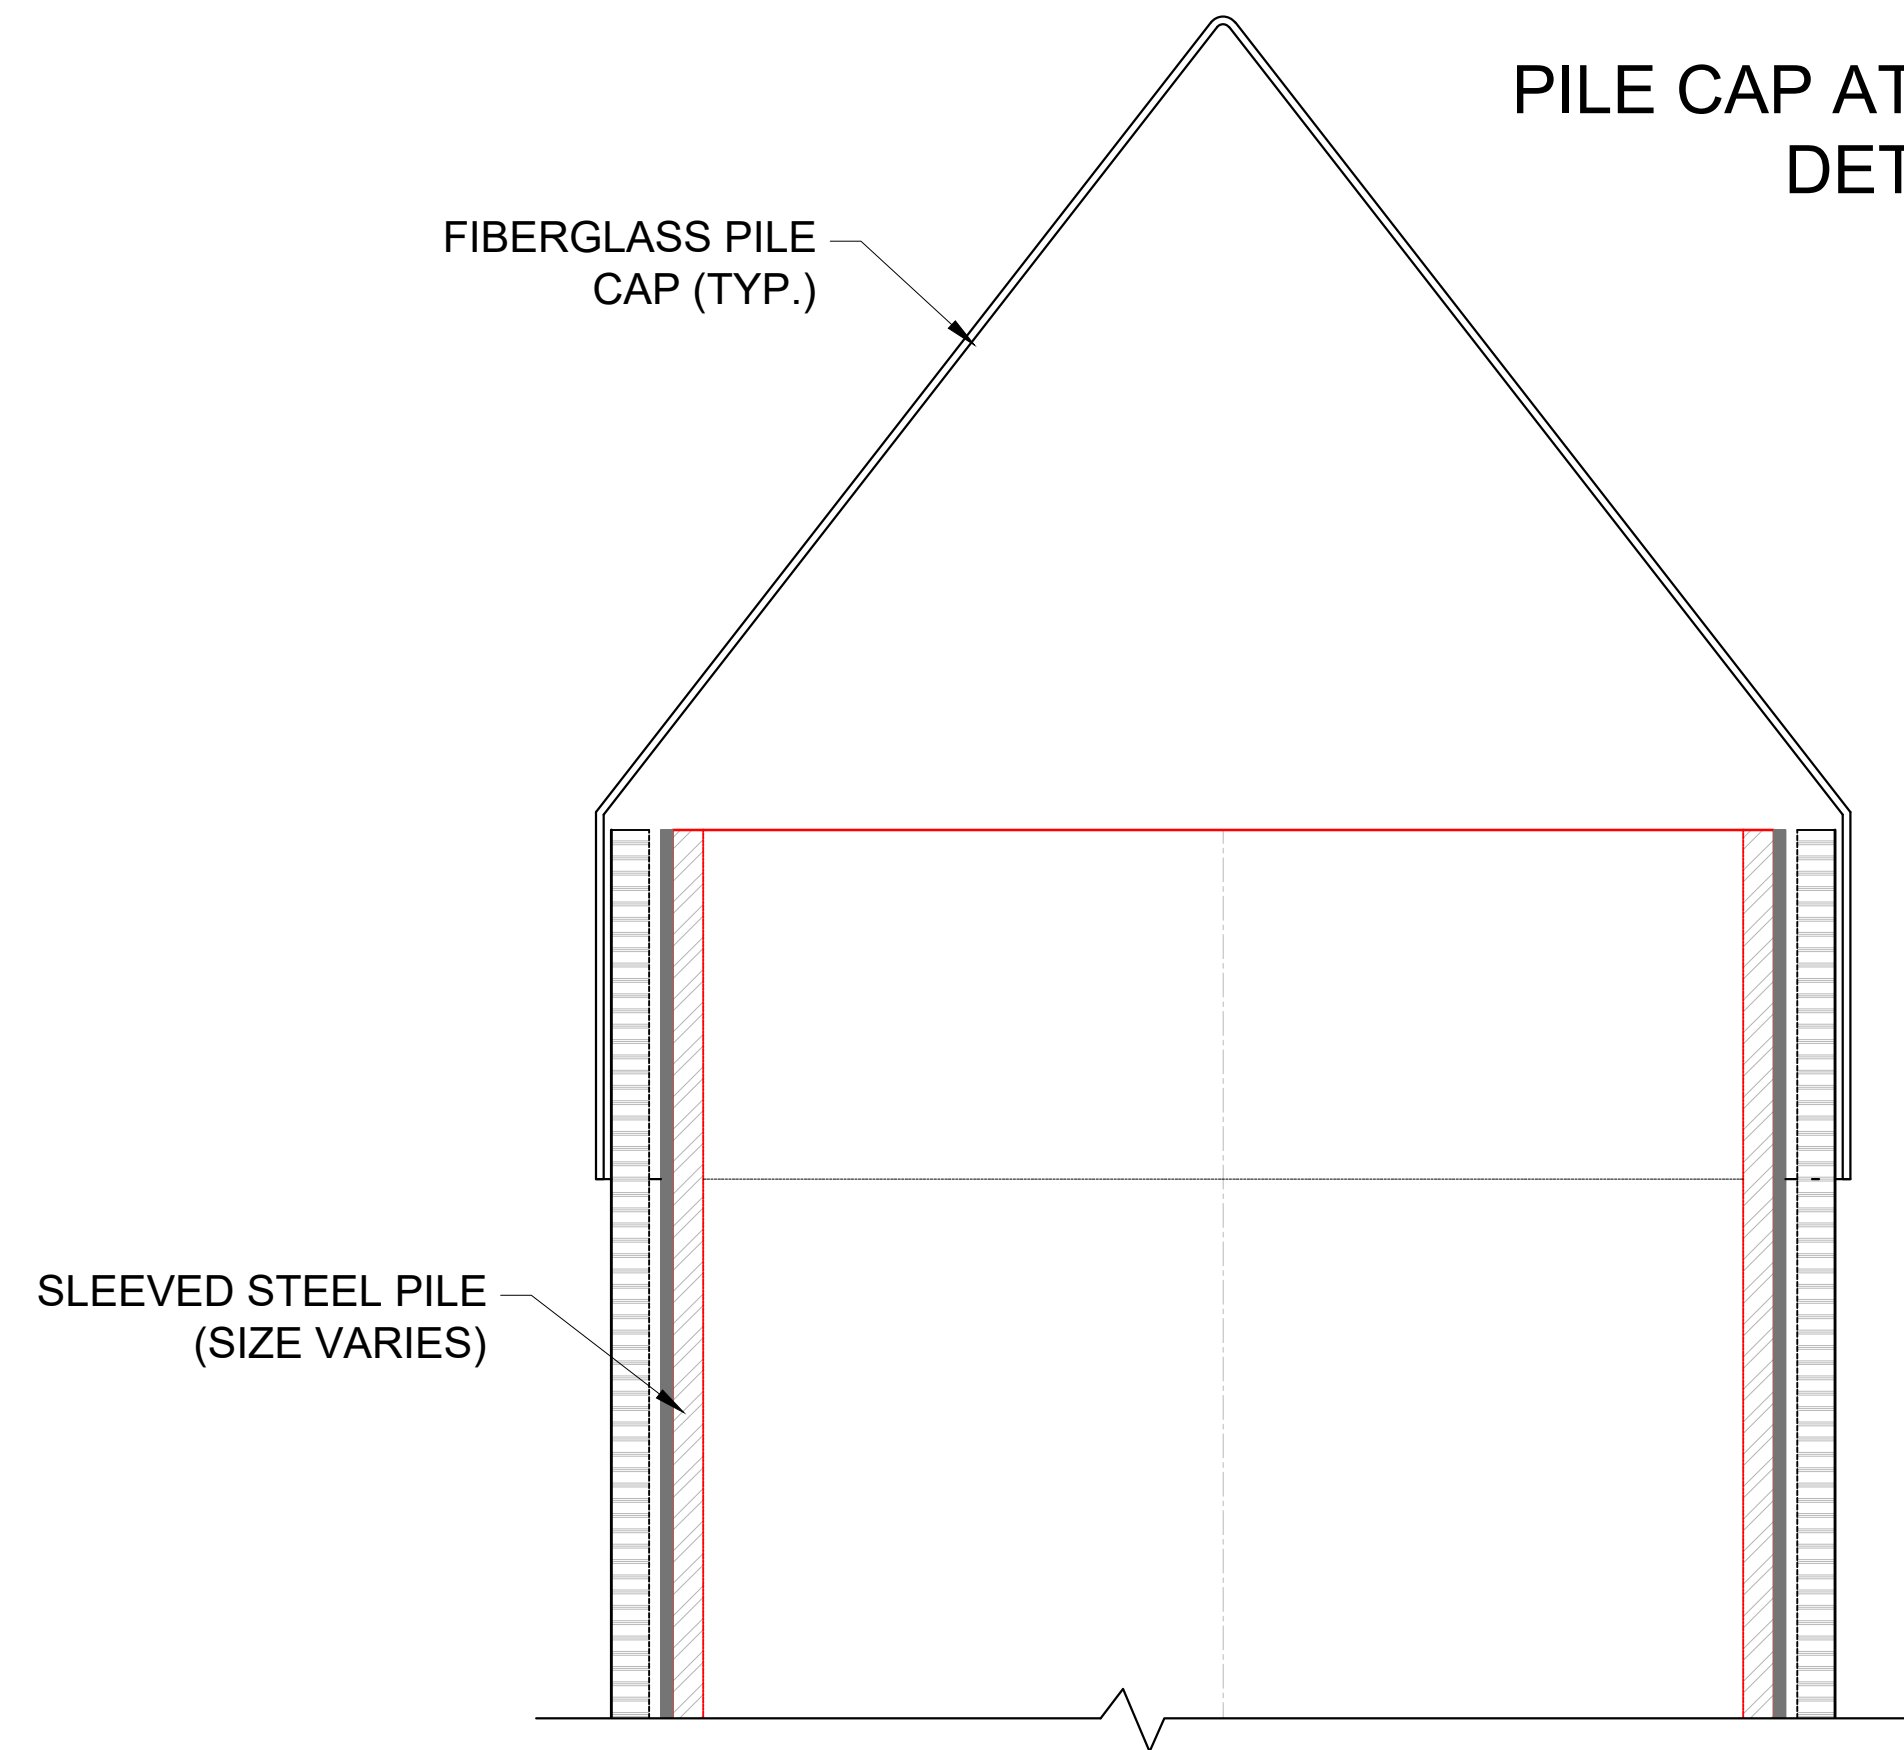 PILE CAP AT
DET
FIBERGLASS PILE
CAP (TYP.)
SLEEVED STEEL PILE
(SIZE VARIES)